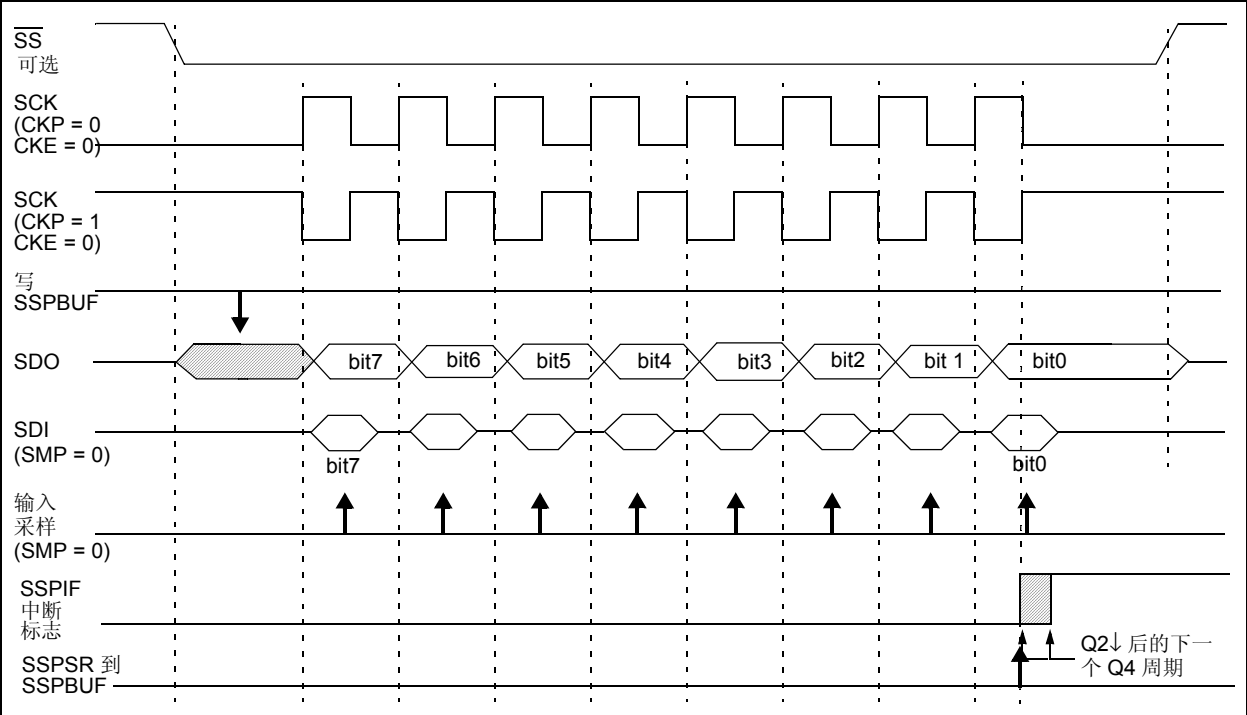 SS
可选
SCK
(CKP = 0
CKE = 0)
SCK
(CKP = 1
CKE = 0)
写
SSPBUF
SDO
bit7 bit6 bit5 bit4 bit3 bit2 bit 1 bit0
SDI
(SMP = 0)
bit7 bit0
输入
采样
(SMP = 0)
SSPIF
中断
标志
Q2↓ 后的下一
个 Q4 周期
SSPSR 到
SSPBUF